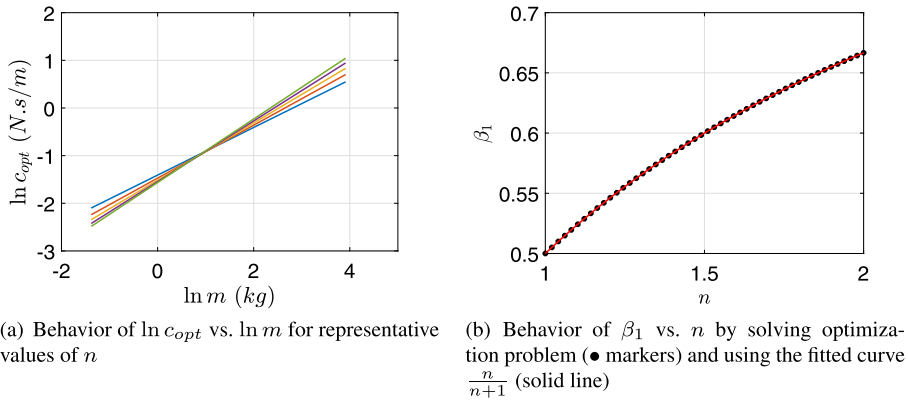 2
1
0
-1
-2
-3
-2
0
2
4
ln c_opt (N.s/m)
ln m (kg)
(a) Behavior of ln c_opt vs. ln m for representative
values of n
0.7
0.65
0.6
0.55
0.5
1
1.5
2
β₁
n
(b) Behavior of β₁ vs. n by solving optimiza-
tion problem (● markers) and using the fitted curve
n/n+1 (solid line)